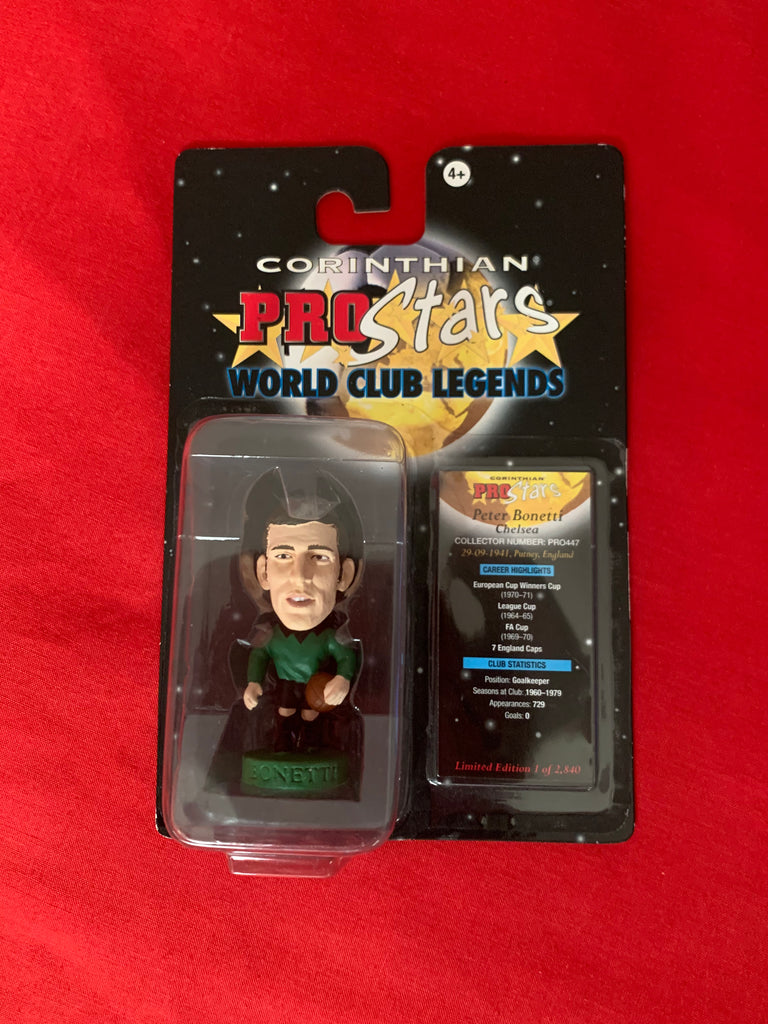 4+
CORINTHIAN
PROStars
WORLD CLUB LEGENDS
CORINTHIAN
PROStars
Peter Bonetti
Chelsea
COLLECTOR NUMBER: PRO447
29-09-1941, Putney, England
CAREER HIGHLIGHTS
European Cup Winners Cup
(1970–71)
League Cup
(1964–65)
FA Cup
(1969–70)
7 England Caps
CLUB STATISTICS
Position: Goalkeeper
Seasons at Club: 1960–1979
Appearances: 729
Goals: 0
Limited Edition 1 of 2,840
BONETTI